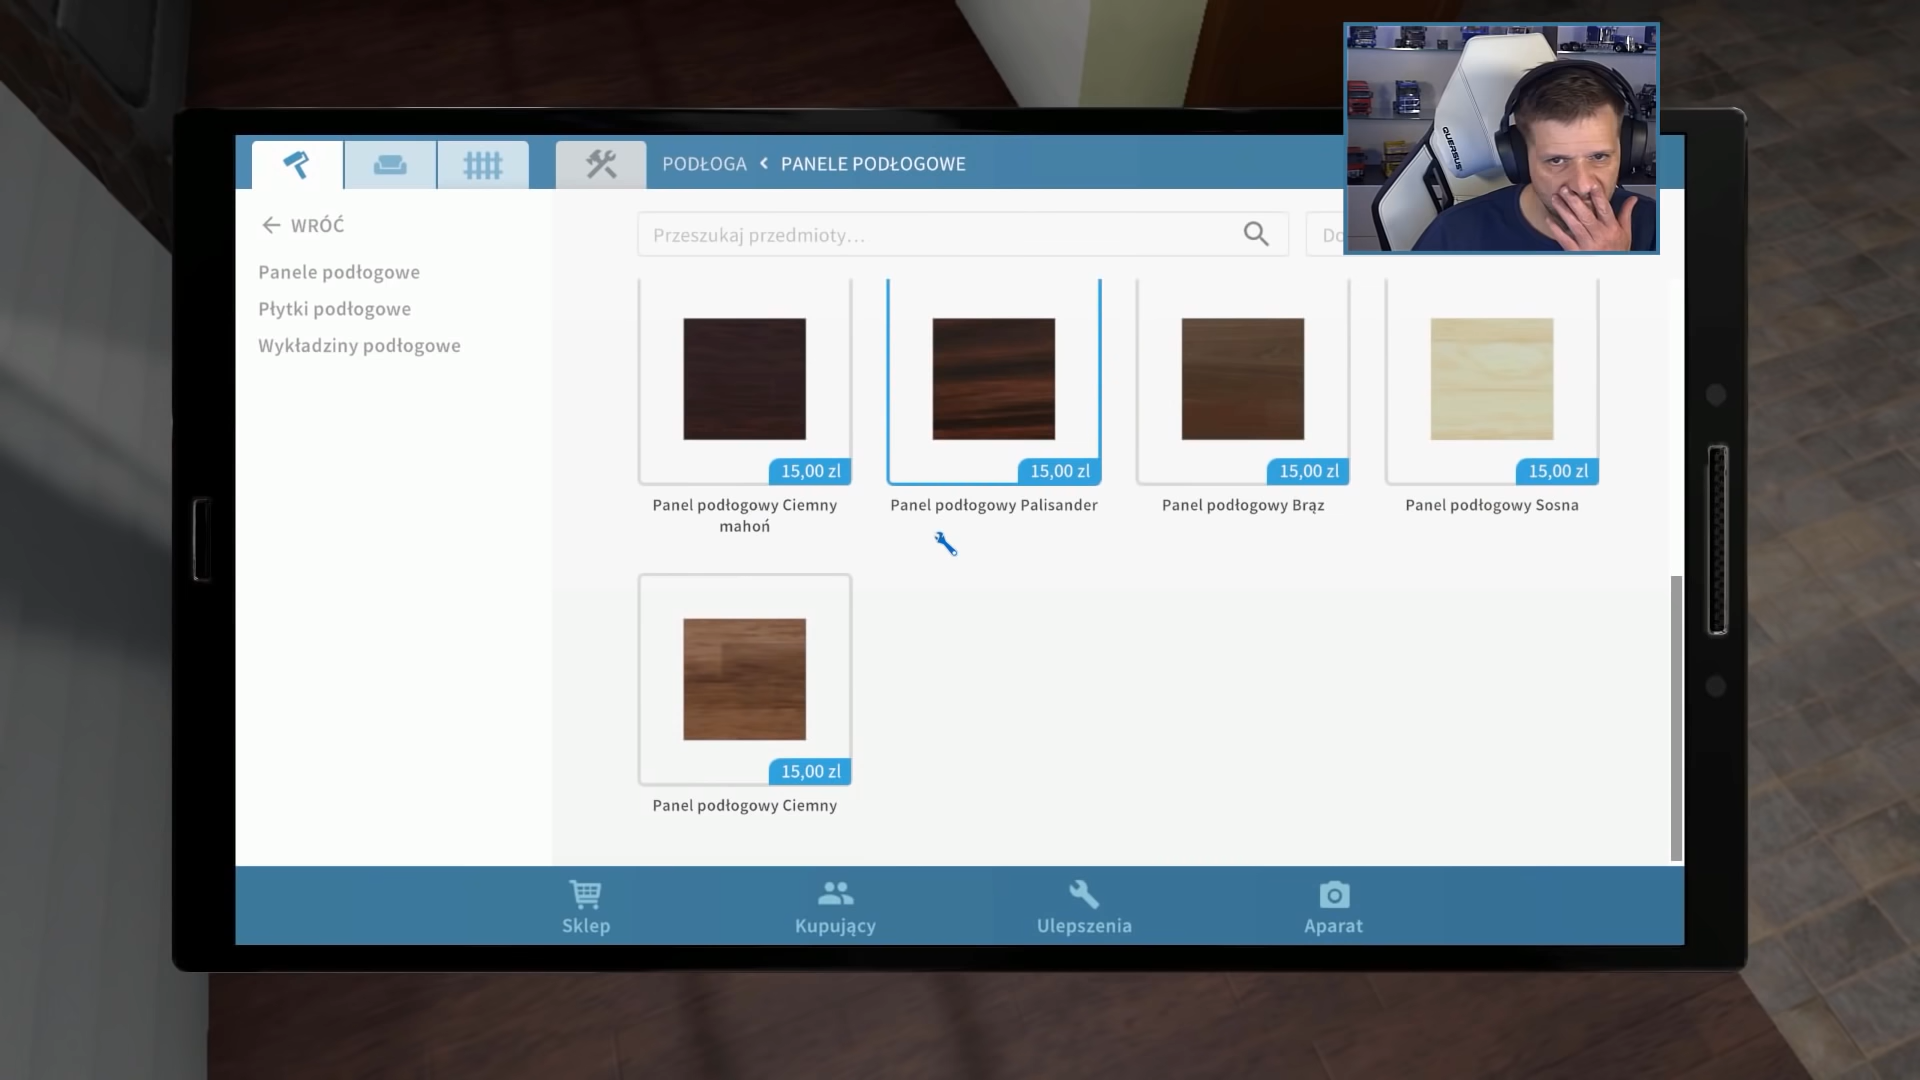 PODŁOGA < PANELE PODŁOGOWE
QUERSUS
WRÓĆ
Panele podłogowe
Płytki podłogowe
Wykładziny podłogowe
Przeszukaj przedmioty...
15,00 zl
15,00 zl
15,00 zl
15,00 zl
Panel podłogowy Ciemny
mahoń
Panel podłogowy Palisander
Panel podłogowy Brąz
Panel podłogowy Sosna
15,00 zl
Panel podłogowy Ciemny
Sklep
Kupujący
Ulepszenia
Aparat